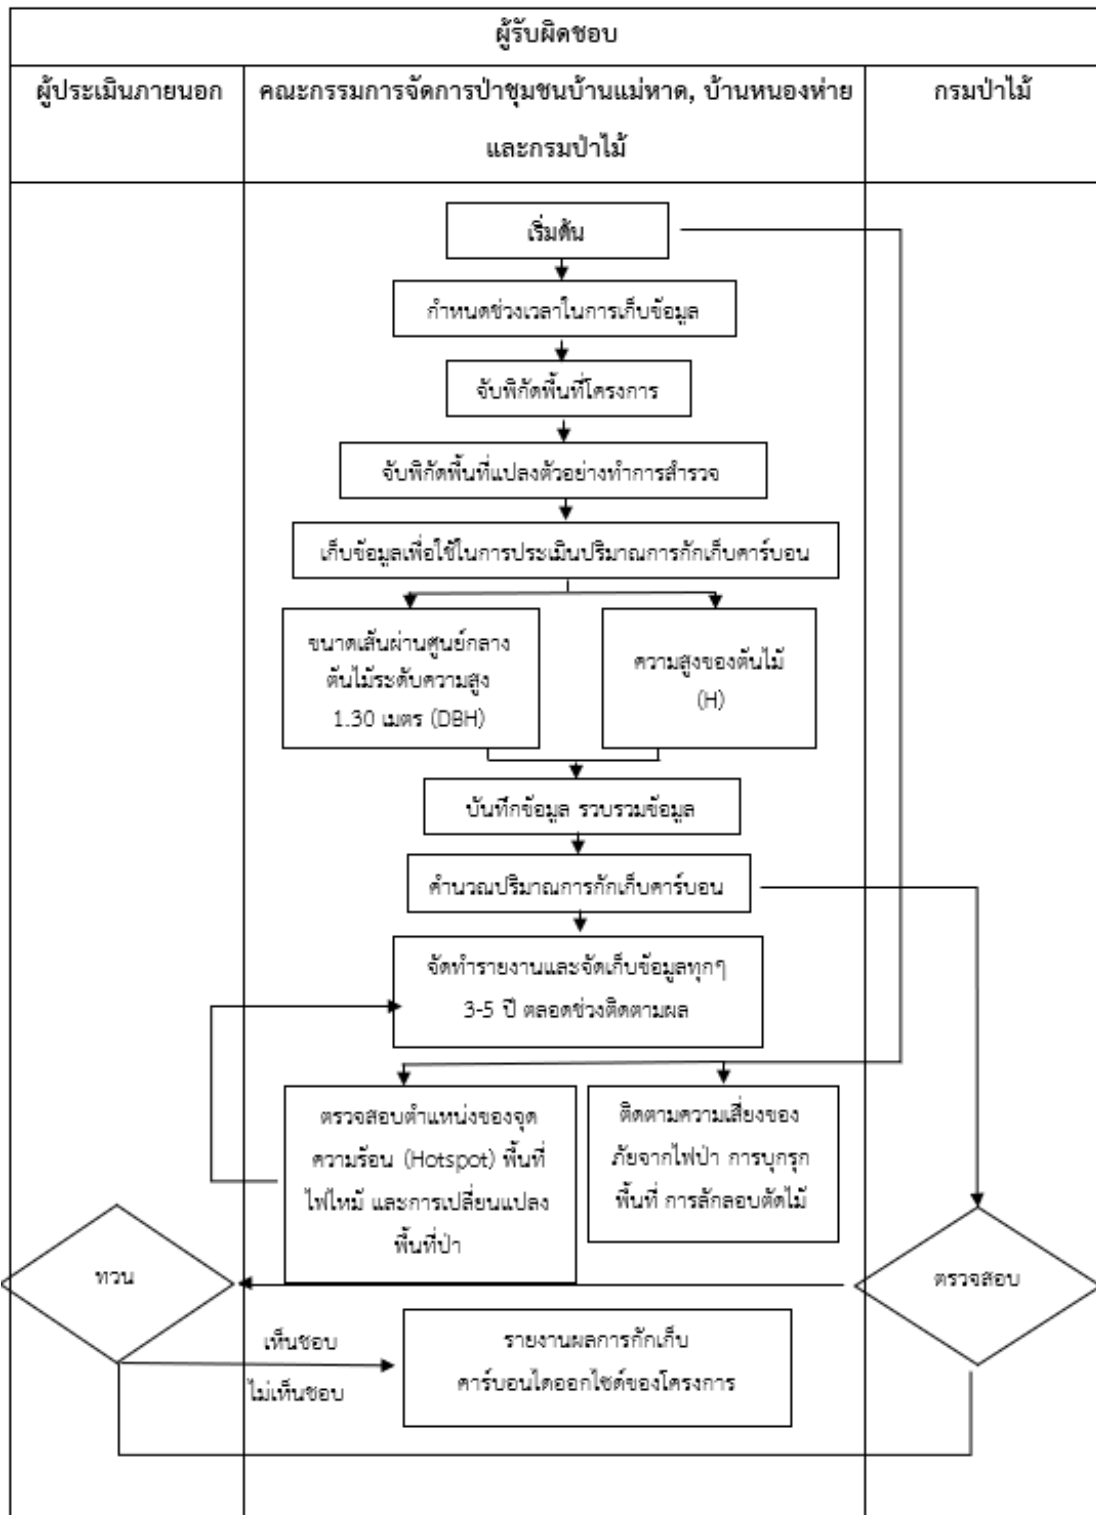 ผู้รับผิดชอบ
ผู้ประเมินภายนอก
คณะกรรมการจัดการป่าชุมชนบ้านแม่หาด, บ้านหนองห่าย
และกรมป่าไม้
กรมป่าไม้
เริ่มต้น
กำหนดช่วงเวลาในการเก็บข้อมูล
จับพิกัดพื้นที่โครงการ
จับพิกัดพื้นที่แปลงตัวอย่างทำการสำรวจ
เก็บข้อมูลเพื่อใช้ในการประเมินปริมาณการกักเก็บคาร์บอน
ขนาดเส้นผ่านศูนย์กลาง
ต้นไม้ระดับความสูง
1.30 เมตร (DBH)
ความสูงของต้นไม้
(H)
บันทึกข้อมูล รวบรวมข้อมูล
คำนวณปริมาณการกักเก็บคาร์บอน
จัดทำรายงานและจัดเก็บข้อมูลทุกๆ
3-5 ปี ตลอดช่วงติดตามผล
ตรวจสอบตำแหน่งของจุด
ความร้อน (Hotspot) พื้นที่
ไฟไหม้ และการเปลี่ยนแปลง
พื้นที่ป่า
ติดตามความเสี่ยงของ
ภัยจากไฟป่า การบุกรุก
พื้นที่ การลักลอบตัดไม้
ทวน
ตรวจสอบ
เห็นชอบ
ไม่เห็นชอบ
รายงานผลการกักเก็บ
คาร์บอนไดออกไซด์ของโครงการ